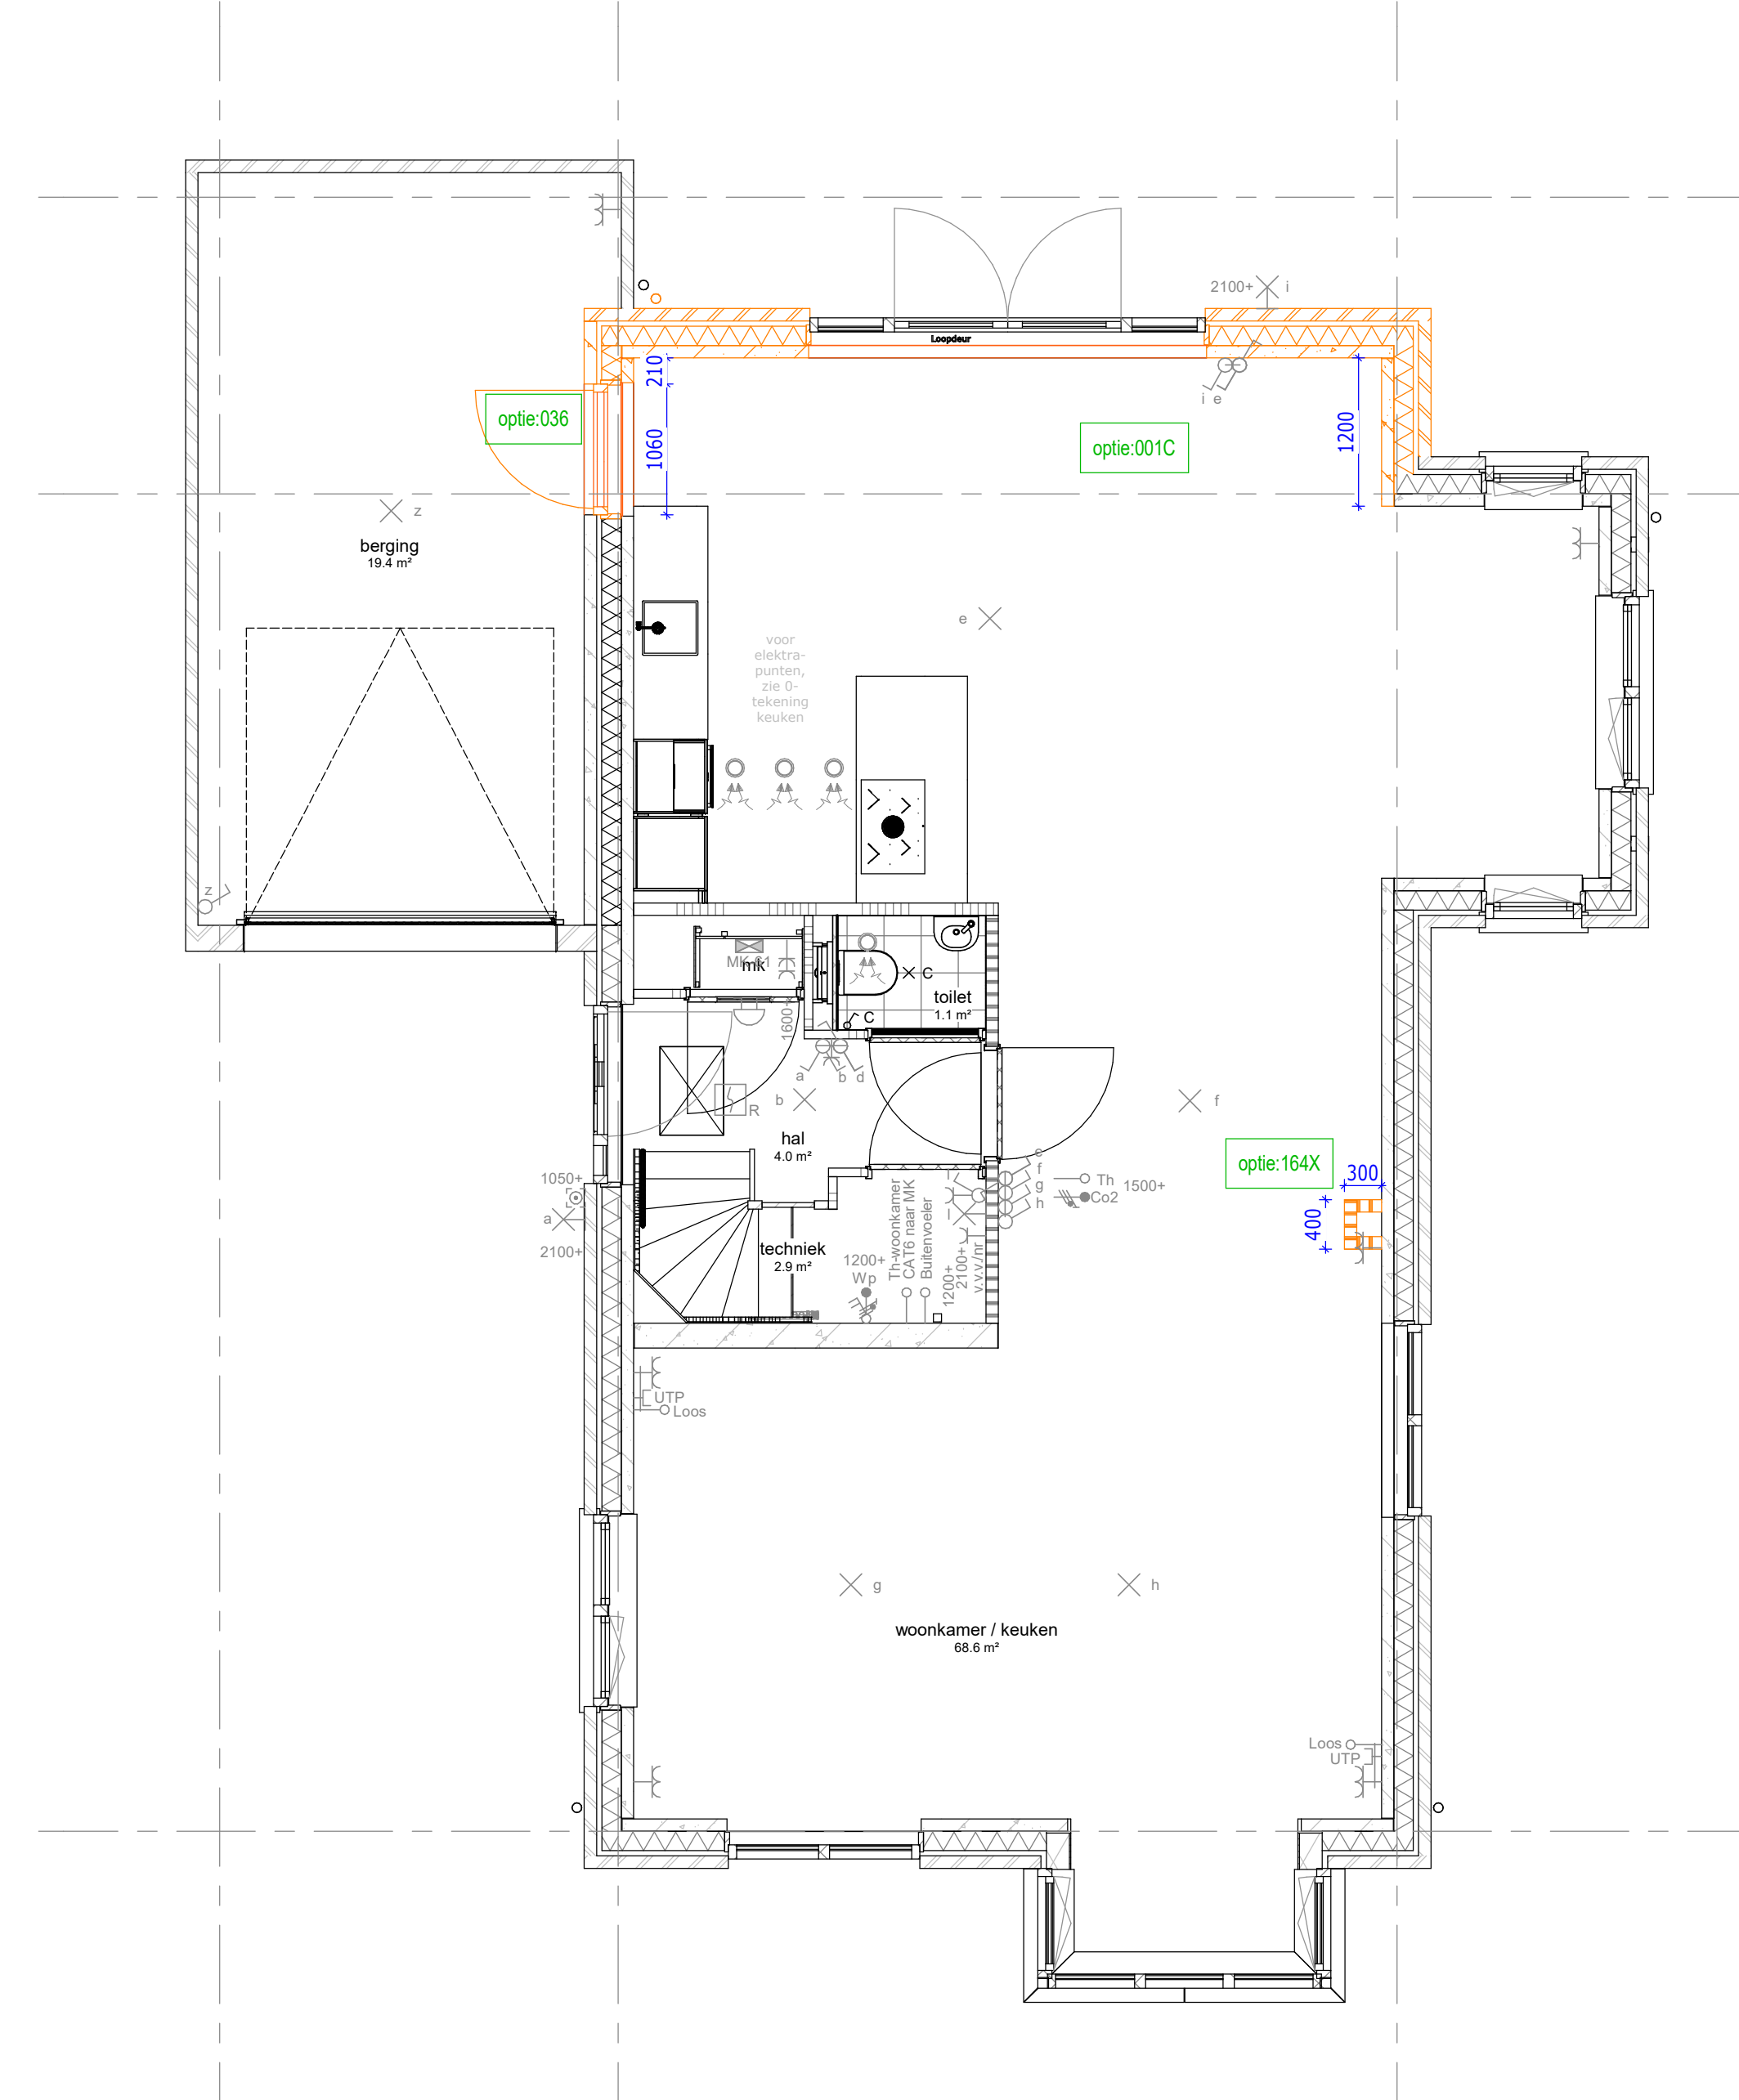 2100+ i
Loopdeur
210
i e
optie:036
1060
optie:001C
1200
z
berging
19.4 m²
e
voor
elektra-
punten,
zie 0-
tekening
keuken
z
mk
C
toilet
1.1 m²
C
1600+
a b d
R
b
f
hal
4.0 m²
e
f
g
h
Th
Co2
1500+
optie:164X
300
400
1050+
a
2100+
techniek
2.9 m²
1200+
Wp
Th-woonkamer
CAT6 naar MK
Buitenvoeler
1200+
2100+
v.v.v./nr
UTP
Loos
g
h
woonkamer / keuken
68.6 m²
Loos
UTP